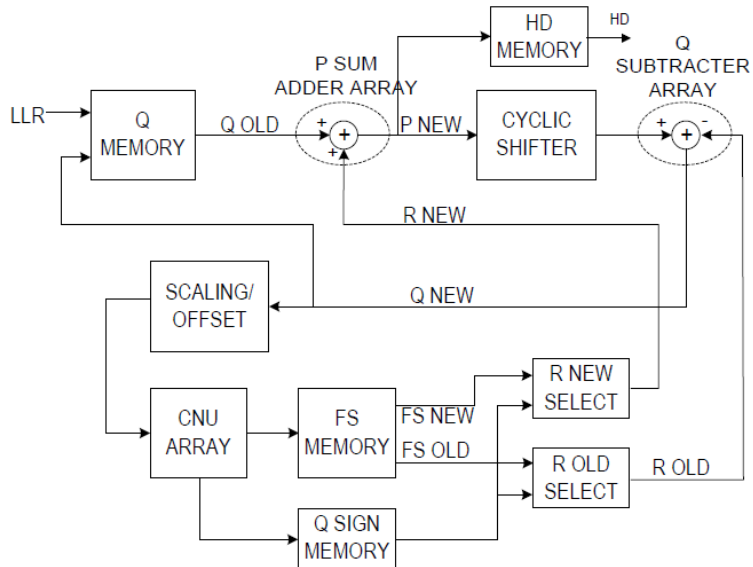 HD
MEMORY
HD
Q
SUBTRACTER
ARRAY
P SUM
ADDER ARRAY
LLR
Q
MEMORY
Q OLD
+
+
+
P NEW
CYCLIC
SHIFTER
+
+
-
R NEW
SCALING/
OFFSET
Q NEW
CNU
ARRAY
FS
MEMORY
FS NEW
FS OLD
R NEW
SELECT
R OLD
SELECT
R OLD
Q SIGN
MEMORY